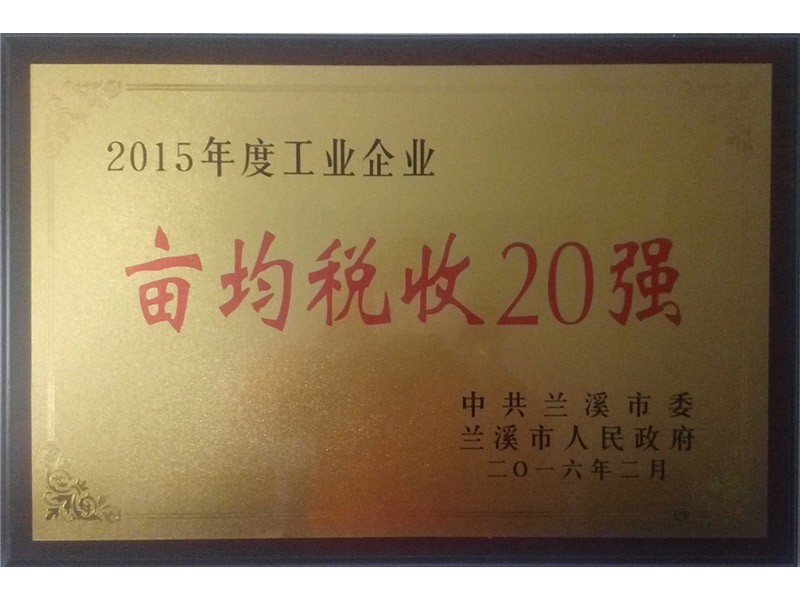 2015年度工业企业
亩均税收20强
中共兰溪市委
兰溪市人民政府
二〇一六年二月